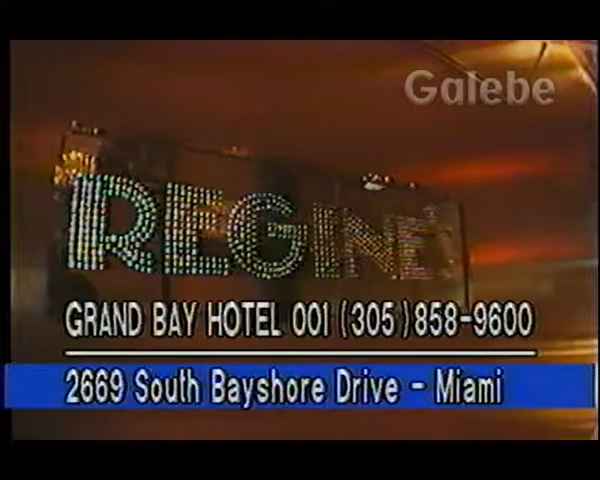 Galebe
REGINE
GRAND BAY HOTEL 001 (305)858-9600
2669 South Bayshore Drive - Miami